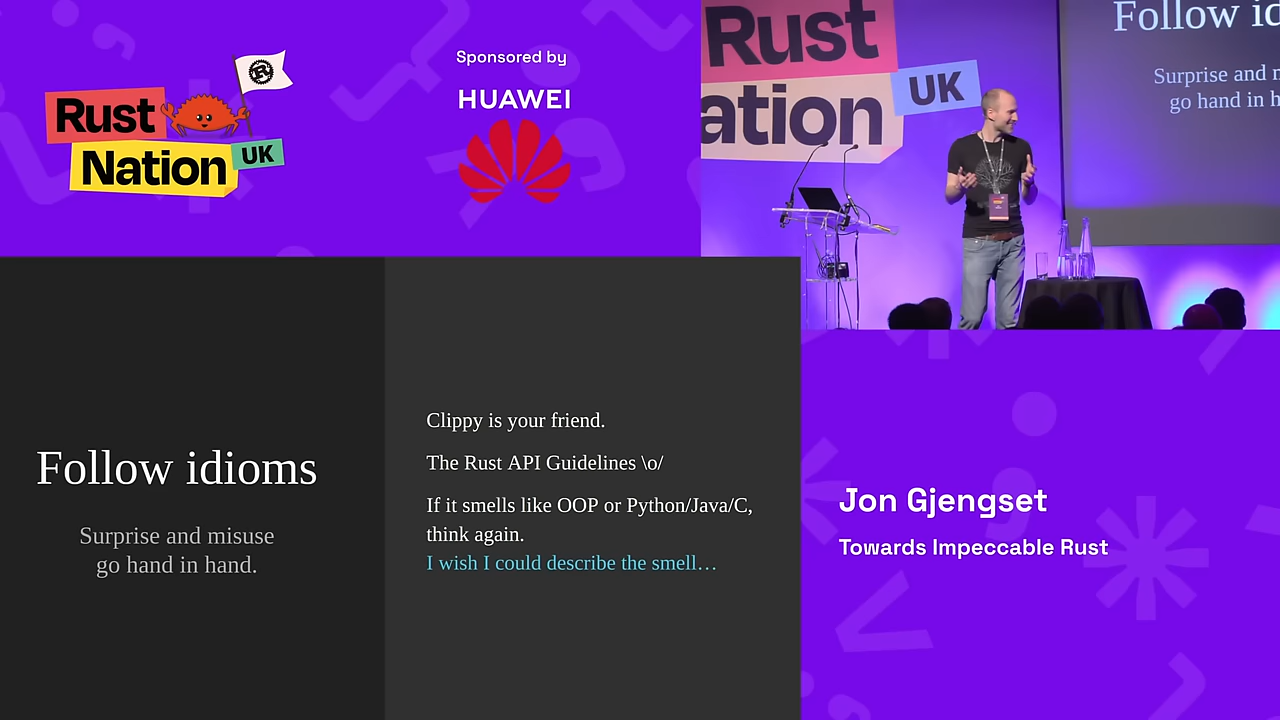 Sponsored by
HUAWEI
Rust
Nation
UK
Rust
ation
UK
Follow
Surprise and
go hand in
Follow idioms
Surprise and misuse
go hand in hand.
Clippy is your friend.
The Rust API Guidelines \o/
If it smells like OOP or Python/Java/C,
think again.
I wish I could describe the smell…
Jon Gjengset
Towards Impeccable Rust